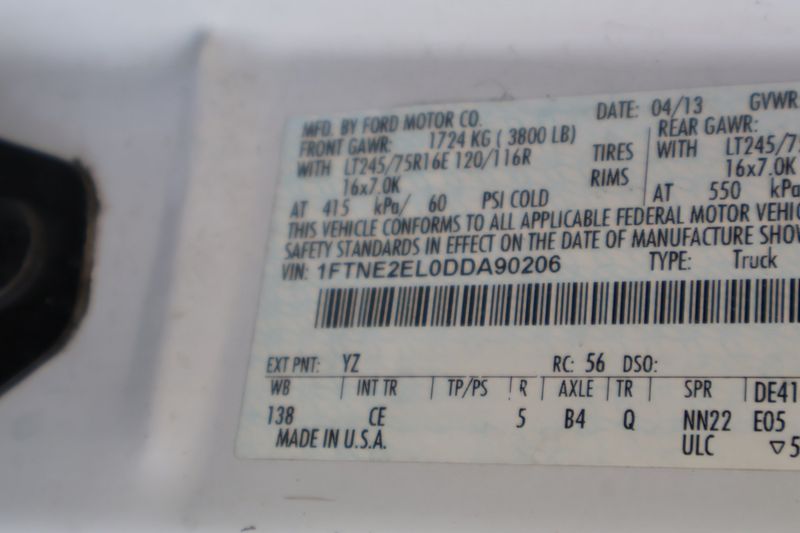 MFD. BY FORD MOTOR CO. DATE: 04/13 GVWR
FRONT GAWR: 1724 KG ( 3800 LB) REAR GAWR:
WITH LT245/75R16E 120/116R TIRES WITH LT245/75
16x7.0K RIMS 16x7.0K
AT 415 kPa/ 60 PSI COLD AT 550 kPa/
THIS VEHICLE CONFORMS TO ALL APPLICABLE FEDERAL MOTOR VEHIC
SAFETY STANDARDS IN EFFECT ON THE DATE OF MANUFACTURE SHOW
VIN: 1FTNE2EL0DDA90206 TYPE: Truck
EXT PNT: YZ RC: 56 DSO:
WB INT TR TP/PS R AXLE TR SPR DE41
138 CE 5 B4 Q NN22 E05
MADE IN U.S.A. ULC ▽5